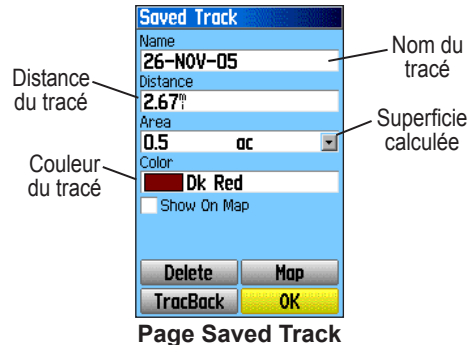 Saved Track
Name
26-NOV-05
Distance
2.67mi
Area
0.5 ac
Color
Dk Red
Show On Map
Delete Map
TracBack OK
Nom du
tracé
Distance
du tracé
Superficie
calculée
Couleur
du tracé
Page Saved Track